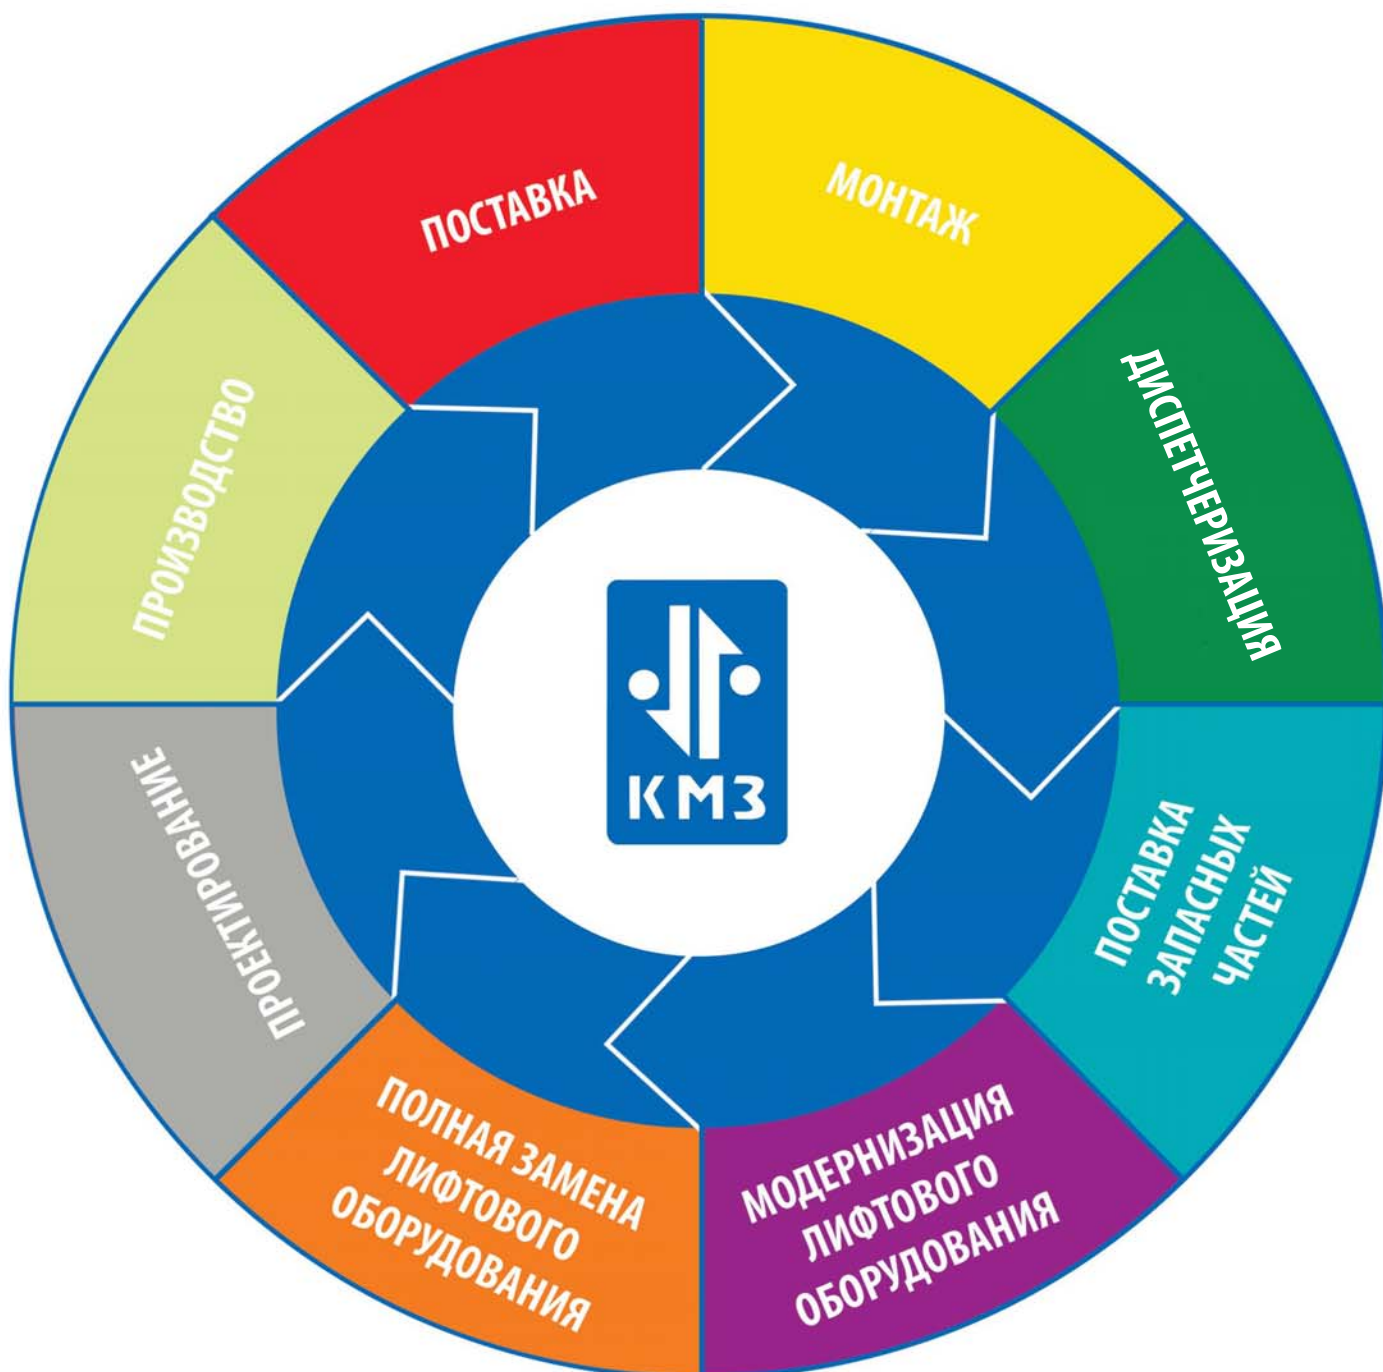 ПОСТАВКА
МОНТАЖ
ДИСПЕТЧЕРИЗАЦИЯ
ПОСТАВКА
ЗАПАСНЫХ
ЧАСТЕЙ
МОДЕРНИЗАЦИЯ
ЛИФТОВОГО
ОБОРУДОВАНИЯ
ПОЛНАЯ ЗАМЕНА
ЛИФТОВОГО
ОБОРУДОВАНИЯ
ПРОЕКТИРОВАНИЕ
ПРОИЗВОДСТВО
КМЗ